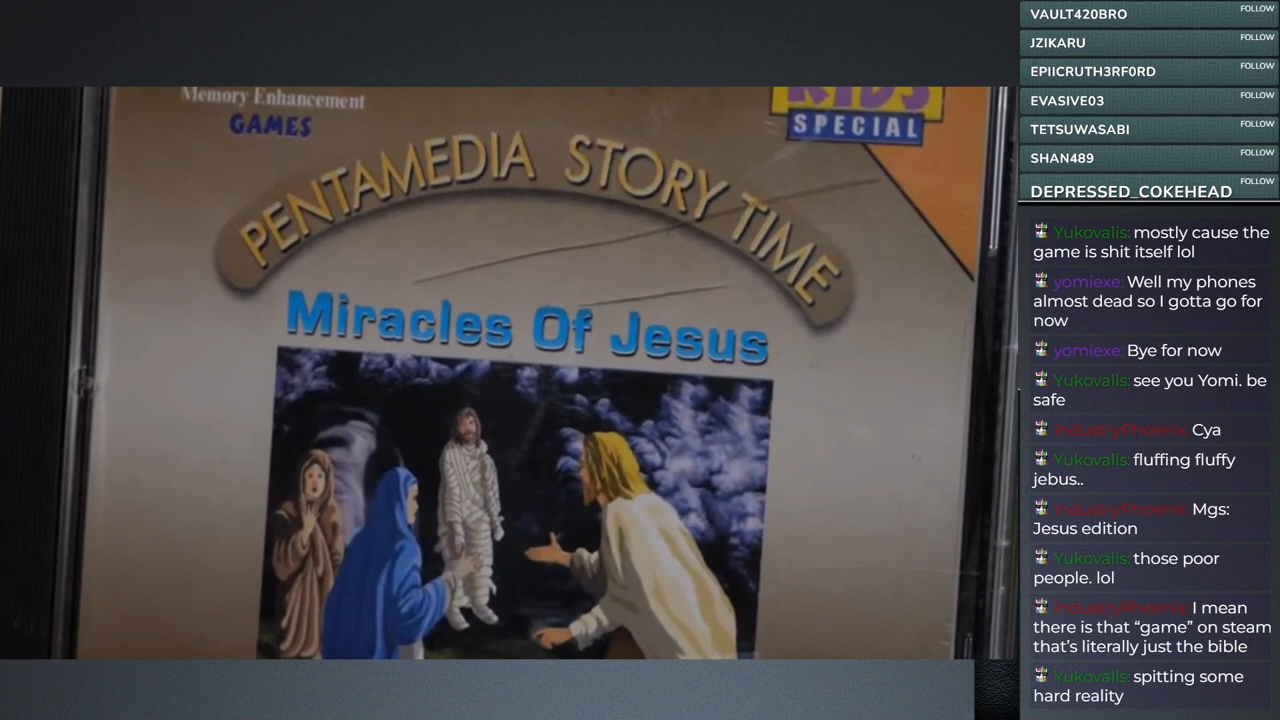 Memory Enhancement
GAMES
KIDS
SPECIAL
PENTAMEDIA STORY TIME
Miracles Of Jesus
VAULT420BRO FOLLOW
JZIKARU FOLLOW
EPIICRUTH3RF0RD FOLLOW
EVASIVE03 FOLLOW
TETSUWASABI FOLLOW
SHAN489 FOLLOW
DEPRESSED_COKEHEAD FOLLOW
Yukovalis: mostly cause the
game is shit itself lol
yomiexe: Well my phones
almost dead so I gotta go for
now
yomiexe: Bye for now
Yukovalis: see you Yomi. be
safe
IndustryPhoenix: Cya
Yukovalis: fluffing fluffy
jebus..
IndustryPhoenix: Mgs:
Jesus edition
Yukovalis: those poor
people. lol
IndustryPhoenix: I mean
there is that “game” on steam
that’s literally just the bible
Yukovalis: spitting some
hard reality